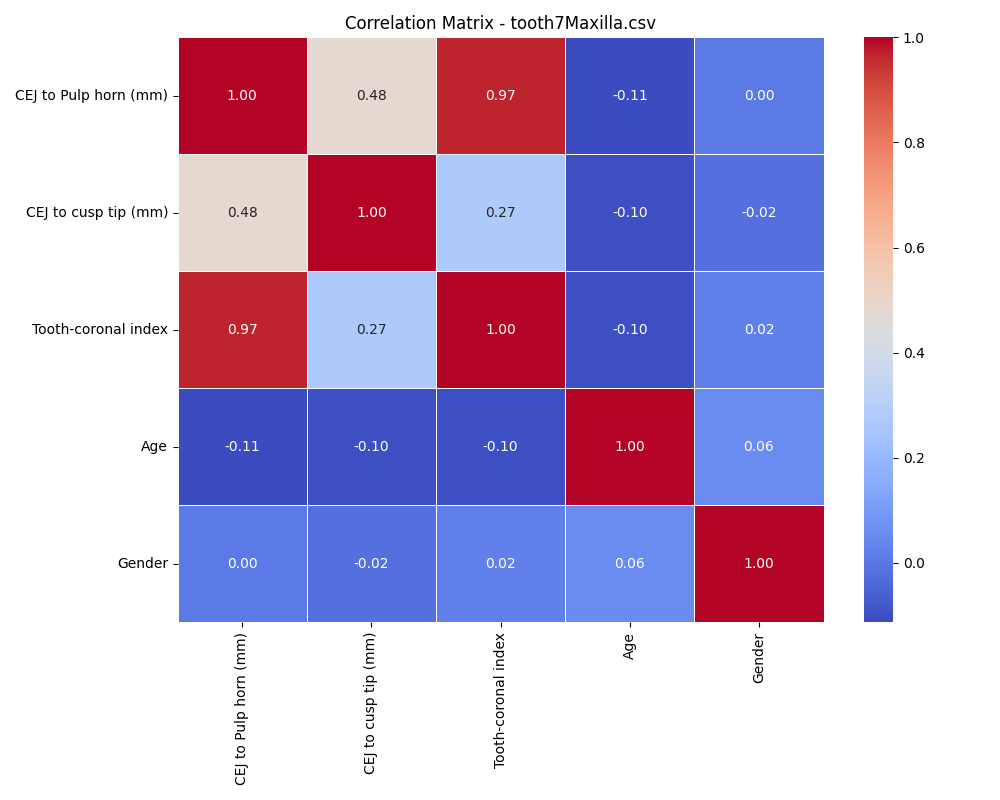 Correlation Matrix - tooth7Maxilla.csv
CEJ to Pulp horn (mm) 1.00 0.48 0.97 -0.11 0.00
CEJ to cusp tip (mm) 0.48 1.00 0.27 -0.10 -0.02
Tooth-coronal index 0.97 0.27 1.00 -0.10 0.02
Age -0.11 -0.10 -0.10 1.00 0.06
Gender 0.00 -0.02 0.02 0.06 1.00
CEJ to Pulp horn (mm)
CEJ to cusp tip (mm)
Tooth-coronal index
Age
Gender
1.0
0.8
0.6
0.4
0.2
0.0